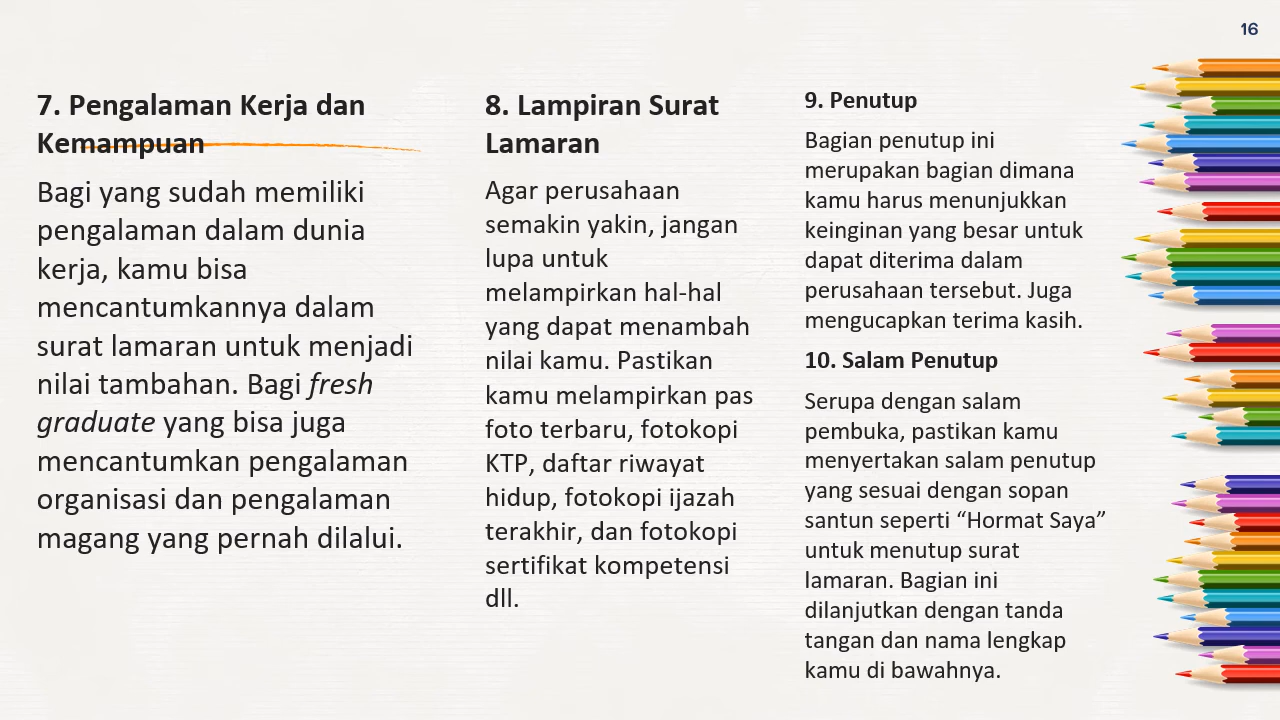 16
7. Pengalaman Kerja dan
Kemampuan
Bagi yang sudah memiliki
pengalaman dalam dunia
kerja, kamu bisa
mencantumkannya dalam
surat lamaran untuk menjadi
nilai tambahan. Bagi fresh
graduate yang bisa juga
mencantumkan pengalaman
organisasi dan pengalaman
magang yang pernah dilalui.
8. Lampiran Surat
Lamaran
Agar perusahaan
semakin yakin, jangan
lupa untuk
melampirkan hal-hal
yang dapat menambah
nilai kamu. Pastikan
kamu melampirkan pas
foto terbaru, fotokopi
KTP, daftar riwayat
hidup, fotokopi ijazah
terakhir, dan fotokopi
sertifikat kompetensi
dll.
9. Penutup
Bagian penutup ini
merupakan bagian dimana
kamu harus menunjukkan
keinginan yang besar untuk
dapat diterima dalam
perusahaan tersebut. Juga
mengucapkan terima kasih.
10. Salam Penutup
Serupa dengan salam
pembuka, pastikan kamu
menyertakan salam penutup
yang sesuai dengan sopan
santun seperti “Hormat Saya”
untuk menutup surat
lamaran. Bagian ini
dilanjutkan dengan tanda
tangan dan nama lengkap
kamu di bawahnya.